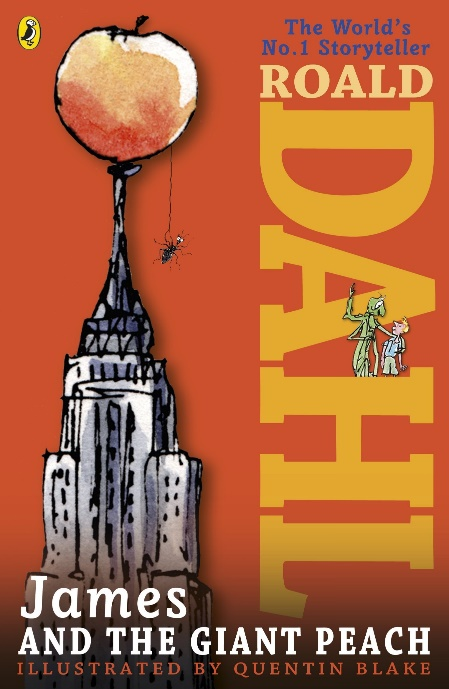 The World's
No.1 Storyteller
ROALD
DAHL
James
AND THE GIANT PEACH
ILLUSTRATED BY QUENTIN BLAKE